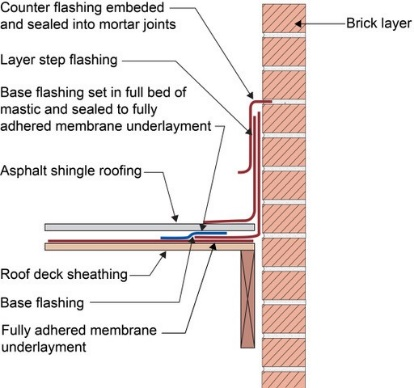 Counter flashing embeded
and sealed into mortar joints
Brick layer
Layer step flashing
Base flashing set in full bed of
mastic and sealed to fully
adhered membrane underlayment
Asphalt shingle roofing
Roof deck sheathing
Base flashing
Fully adhered membrane
underlayment